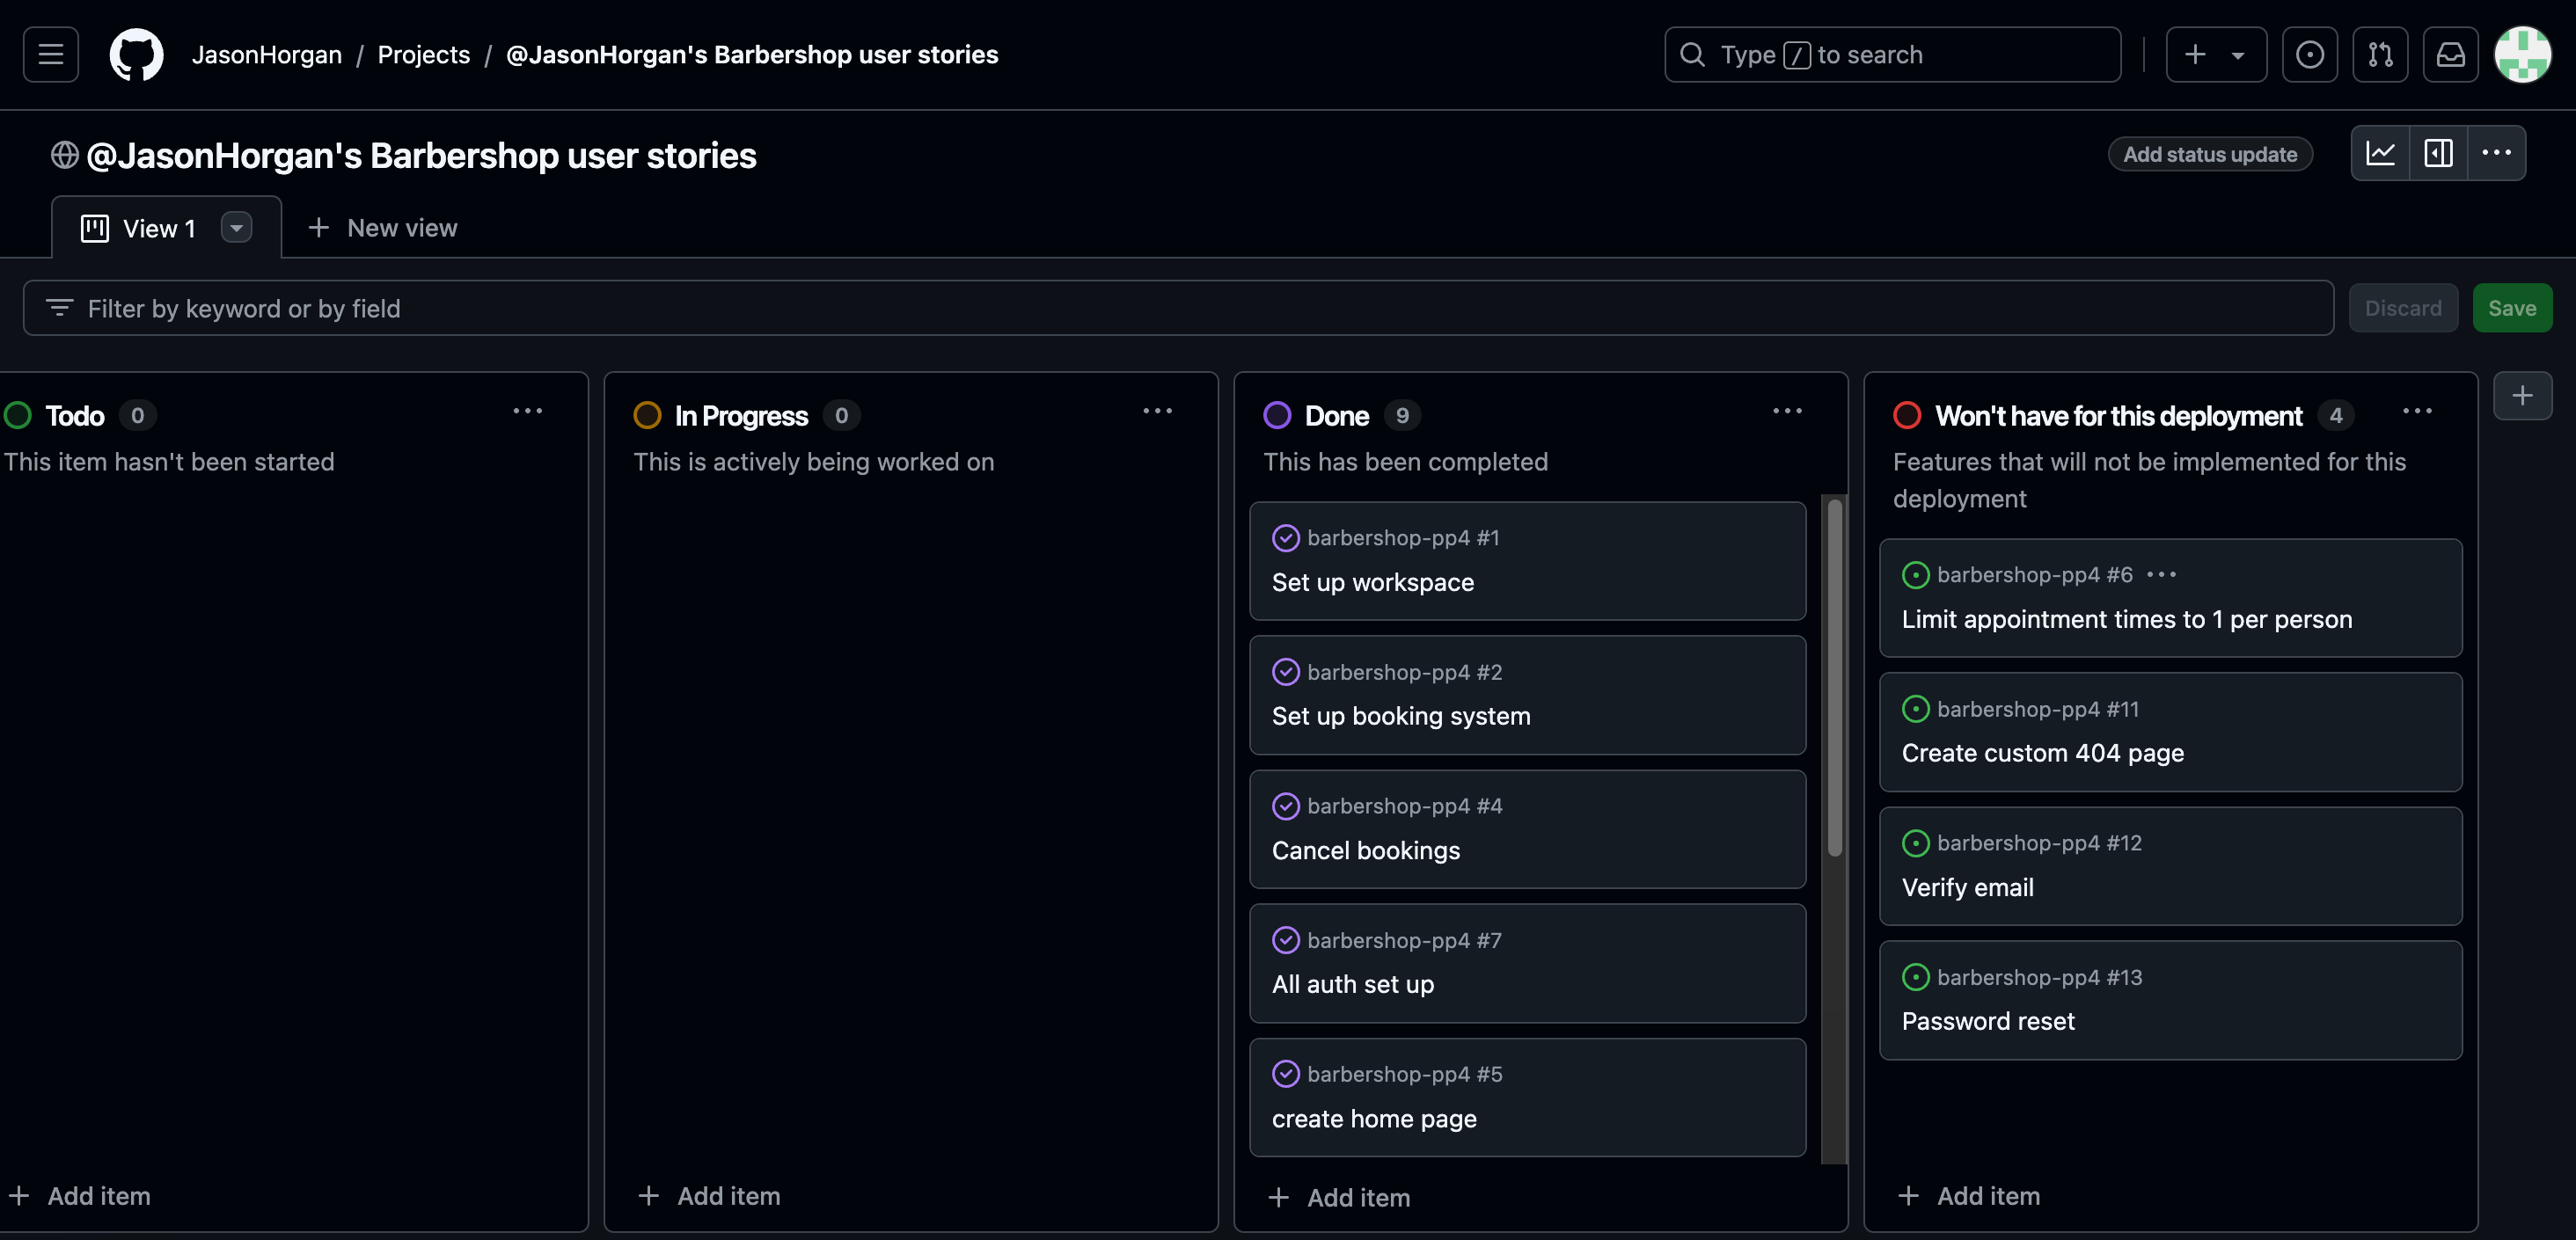 JasonHorgan / Projects / @JasonHorgan's Barbershop user stories
Type / to search
@JasonHorgan's Barbershop user stories
Add status update
View 1
New view
Filter by keyword or by field
Discard
Save
Todo 0
This item hasn't been started
Add item
In Progress 0
This is actively being worked on
Add item
Done 9
This has been completed
barbershop-pp4 #1
Set up workspace
barbershop-pp4 #2
Set up booking system
barbershop-pp4 #4
Cancel bookings
barbershop-pp4 #7
All auth set up
barbershop-pp4 #5
create home page
Add item
Won't have for this deployment 4
Features that will not be implemented for this
deployment
barbershop-pp4 #6
Limit appointment times to 1 per person
barbershop-pp4 #11
Create custom 404 page
barbershop-pp4 #12
Verify email
barbershop-pp4 #13
Password reset
Add item